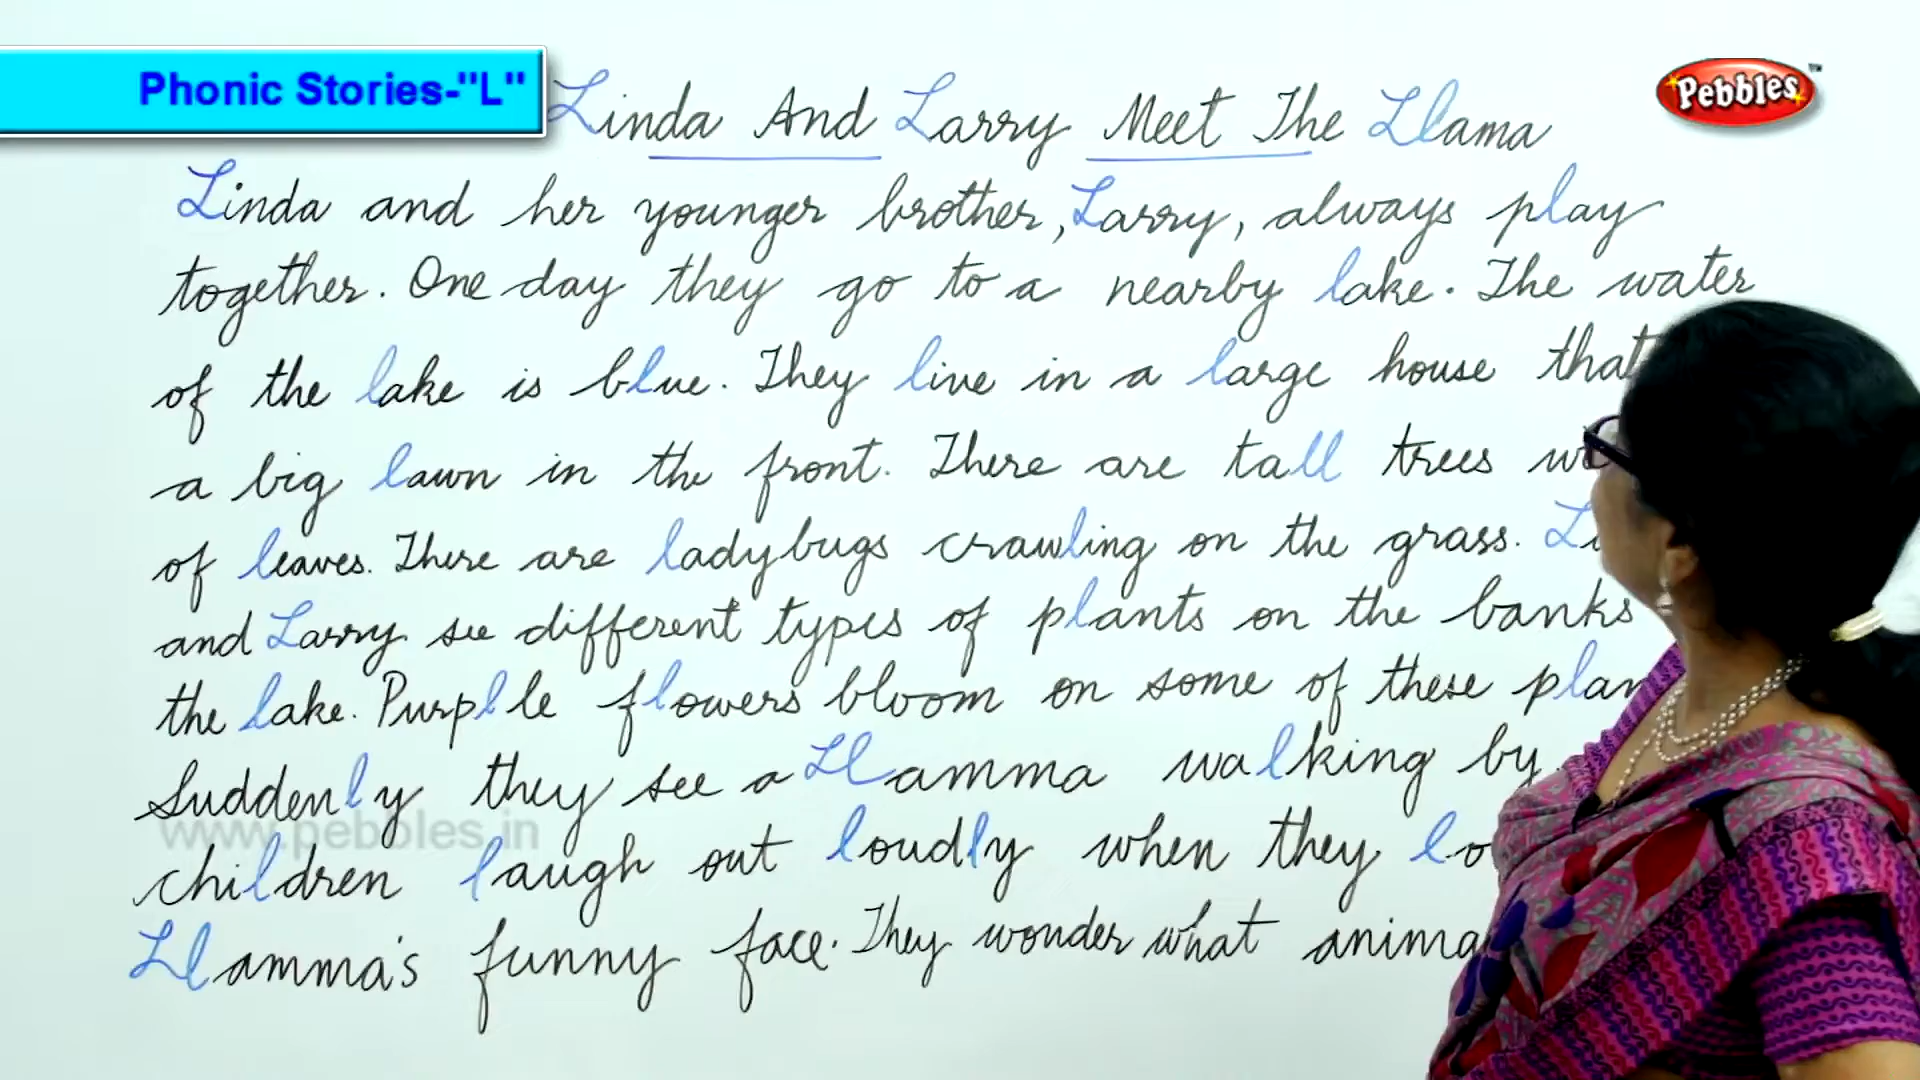 Phonic Stories-"L"
Pebbles™
Linda And Larry Meet The Llama
Linda and her younger brother, Larry, always play
together. One day they go to a nearby lake. The water
of the lake is blue. They live in a large house that
a big lawn in the front. There are tall trees
of leaves. There are ladybugs crawling on the grass.
and Larry see different types of plants on the banks
the lake. Purplle flowers bloom on some of these
Suddenly they see a Llamma walking by.
children laugh out loudly when they
Llamma's funny face. They wonder what
www.pebbles.in